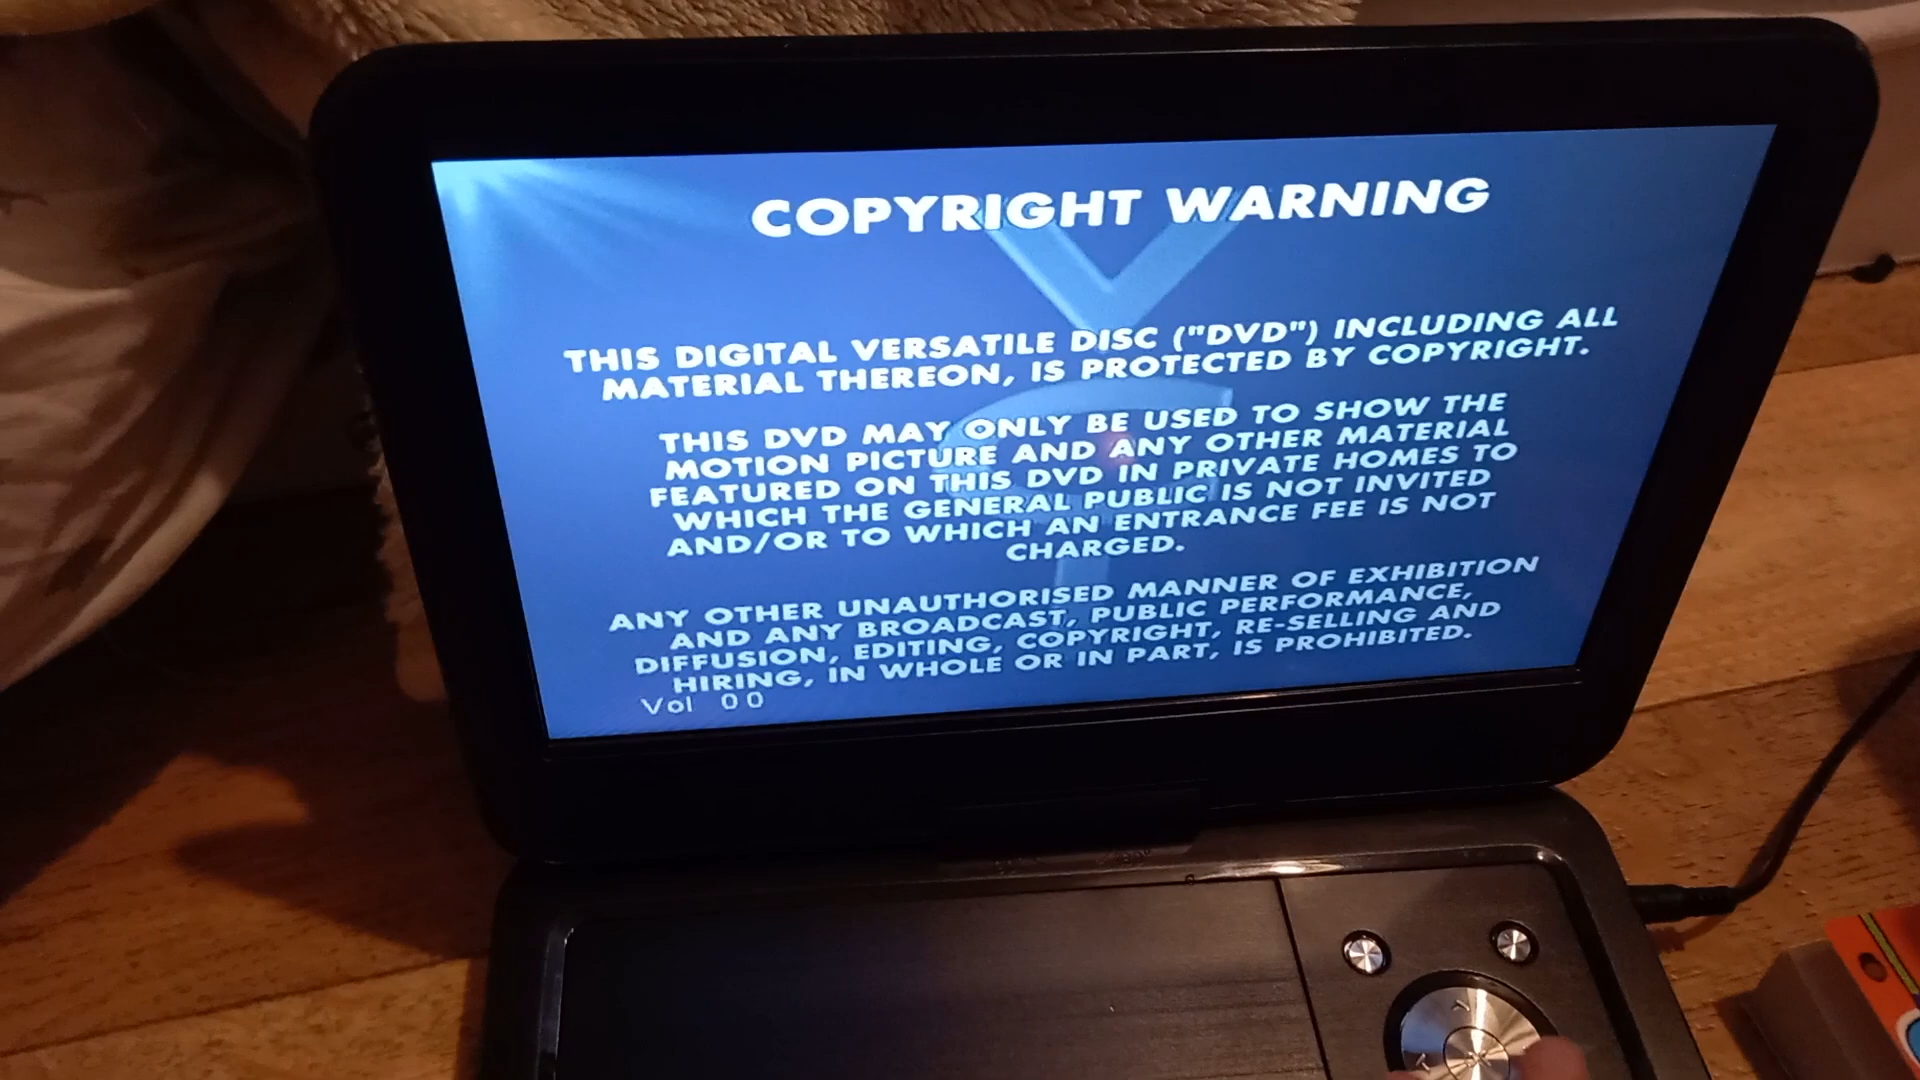 COPYRIGHT WARNING
THIS DIGITAL VERSATILE DISC ("DVD") INCLUDING ALL
MATERIAL THEREON, IS PROTECTED BY COPYRIGHT.
THIS DVD MAY ONLY BE USED TO SHOW THE
MOTION PICTURE AND ANY OTHER MATERIAL
FEATURED ON THIS DVD IN PRIVATE HOMES TO
WHICH THE GENERAL PUBLIC IS NOT INVITED
AND/OR TO WHICH AN ENTRANCE FEE IS NOT
CHARGED.
ANY OTHER UNAUTHORISED MANNER OF EXHIBITION
AND ANY BROADCAST, PUBLIC PERFORMANCE,
DIFFUSION, EDITING, COPYRIGHT, RE-SELLING AND
HIRING, IN WHOLE OR IN PART, IS PROHIBITED.
Vol 00